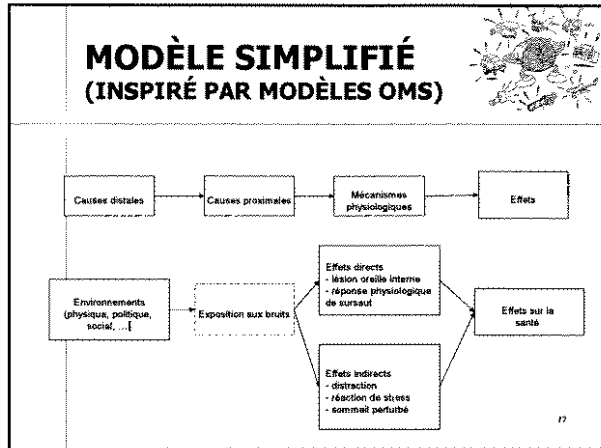 MODÈLE SIMPLIFIÉ
(INSPIRÉ PAR MODÈLES OMS)
Causes distales
Causes proximales
Mécanismes
physiologiques
Effets
Environnements
(physique, politique,
social, ...[
Exposition aux bruits
Effets directs
- lésion oreille interne
- réponse physiologique
de sursaut
Effets indirects
- distraction
- réaction de stress
- sommeil perturbé
Effets sur la
santé